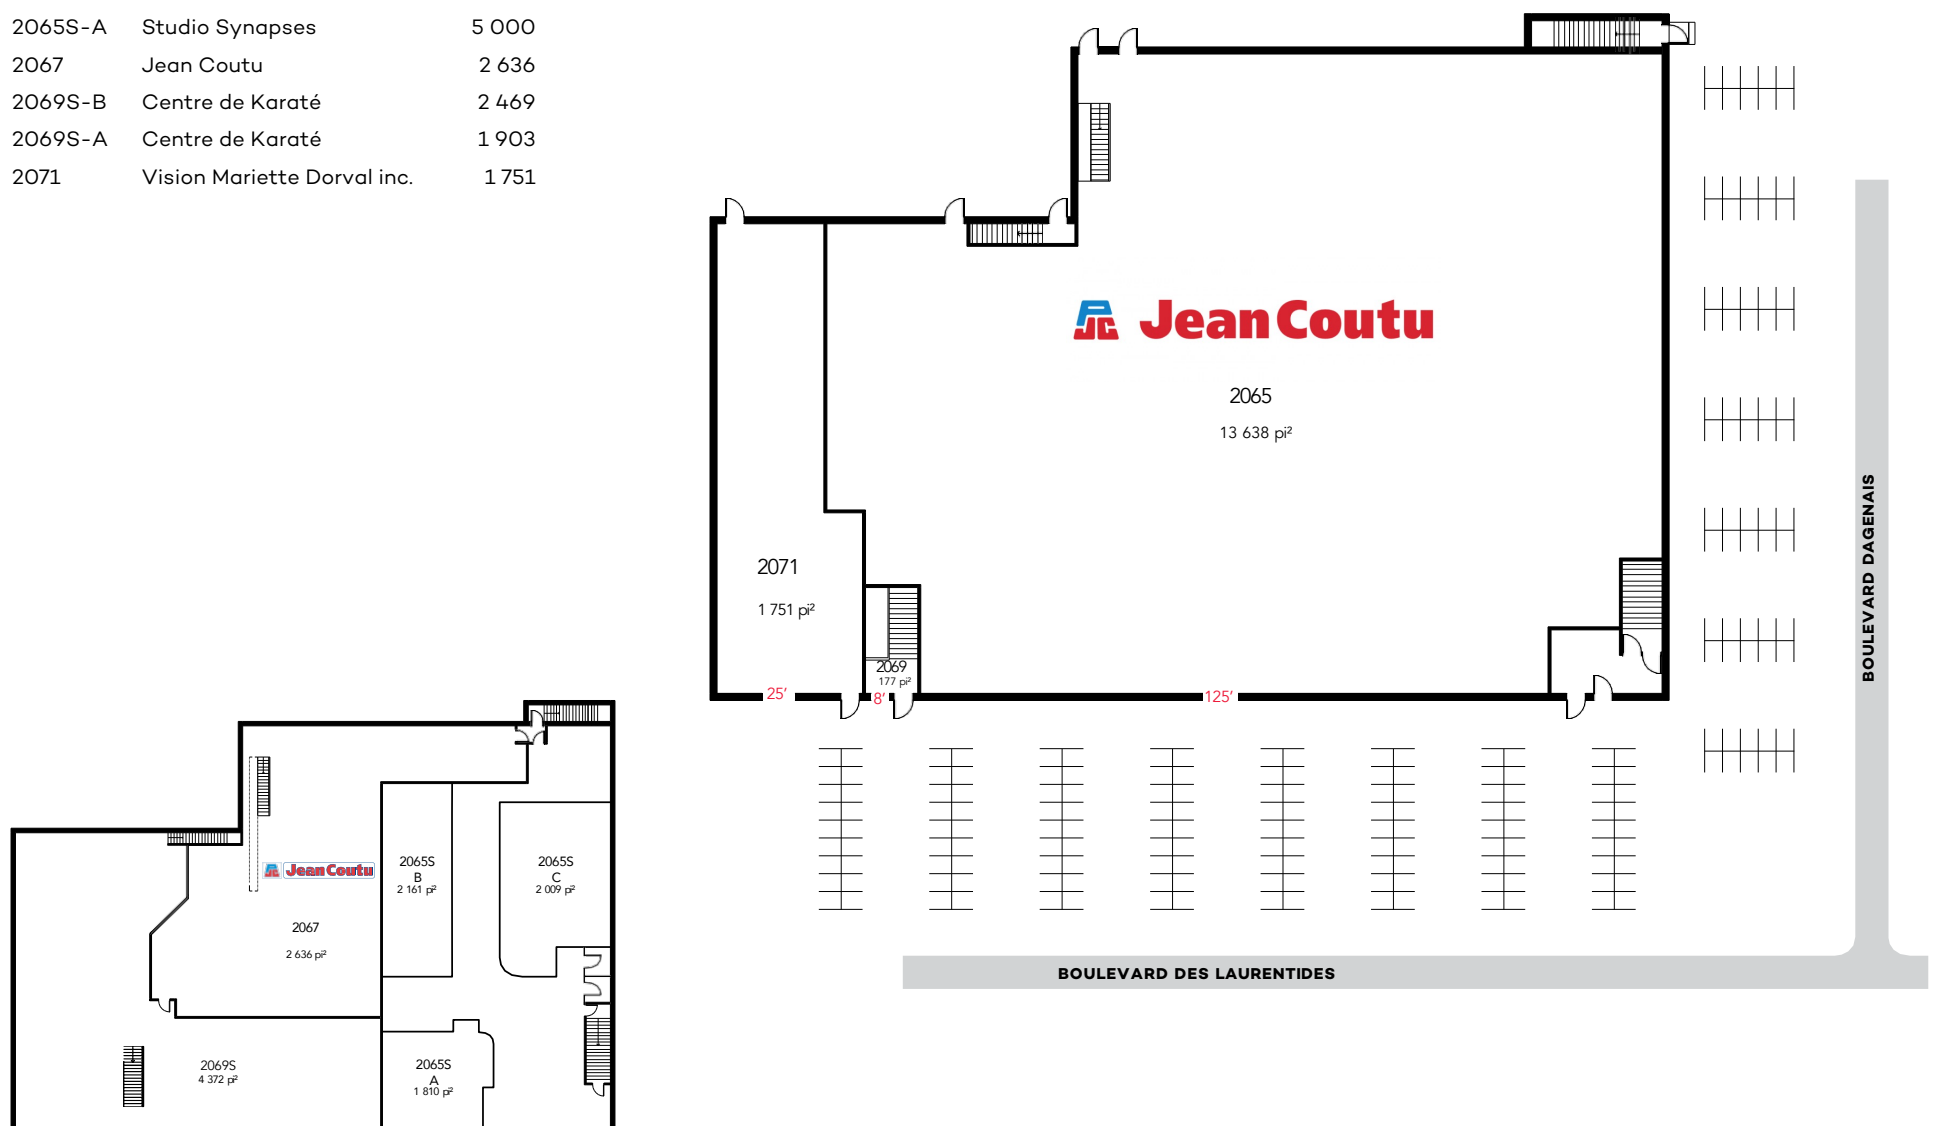 2065S-A Studio Synapses 5 000
2067 Jean Coutu 2 636
2069S-B Centre de Karaté 2 469
2069S-A Centre de Karaté 1 903
2071 Vision Mariette Dorval inc. 1 751
PJC Jean Coutu
2065
13 638 pi²
2071
1 751 pi²
2069
177 pi²
25'
8'
125'
BOULEVARD DAGENAIS
BOULEVARD DES LAURENTIDES
PJC Jean Coutu
2067
2 636 pi²
2065S
B
2 161 pi²
2065S
C
2 009 pi²
2069S
4 372 pi²
2065S
A
1 810 pi²